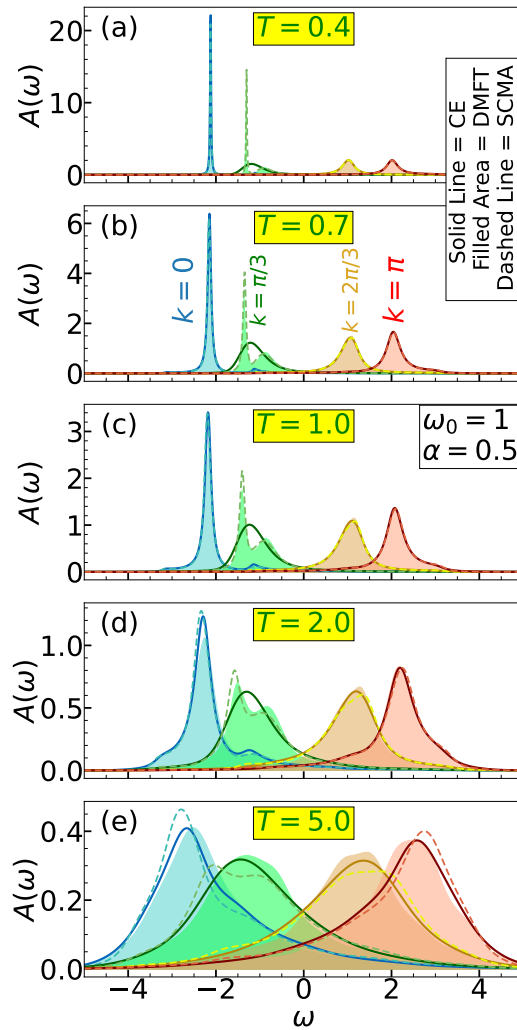 (a)
T = 0.4
20
10
0
A(ω)
Solid Line = CE
Filled Area = DMFT
Dashed Line = SCMA
(b)
T = 0.7
6
4
2
0
A(ω)
k = 0
k = π/3
k = 2π/3
k = π
(c)
T = 1.0
3
2
1
0
A(ω)
ω₀ = 1
α = 0.5
(d)
T = 2.0
1.0
0.5
0.0
A(ω)
(e)
T = 5.0
0.4
0.2
0.0
A(ω)
−4 −2 0 2 4
ω